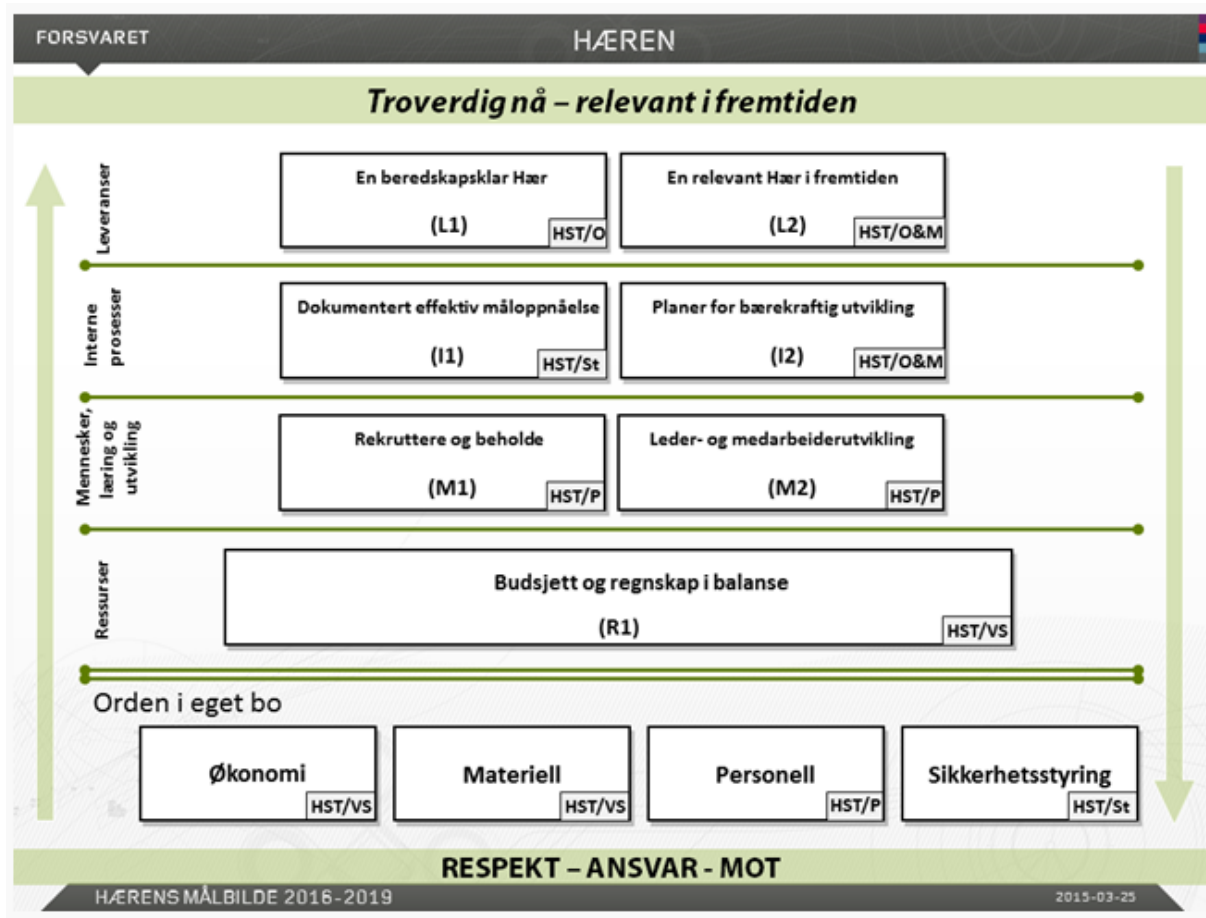 FORSVARET
HÆREN
Troverdig nå – relevant i fremtiden
Leveranser
En beredskapsklar Hær
(L1)
HST/O
En relevant Hær i fremtiden
(L2)
HST/O&M
Interne
prosesser
Dokumentert effektiv måloppnåelse
(I1)
HST/St
Planer for bærekraftig utvikling
(I2)
HST/O&M
Mennesker,
læring og
utvikling
Rekruttere og beholde
(M1)
HST/P
Leder- og medarbeiderutvikling
(M2)
HST/P
Ressurser
Budsjett og regnskap i balanse
(R1)
HST/VS
Orden i eget bo
Økonomi
HST/VS
Materiell
HST/VS
Personell
HST/P
Sikkerhetsstyring
HST/St
RESPEKT – ANSVAR - MOT
HÆRENS MÅLBILDE 2016-2019
2015-03-25